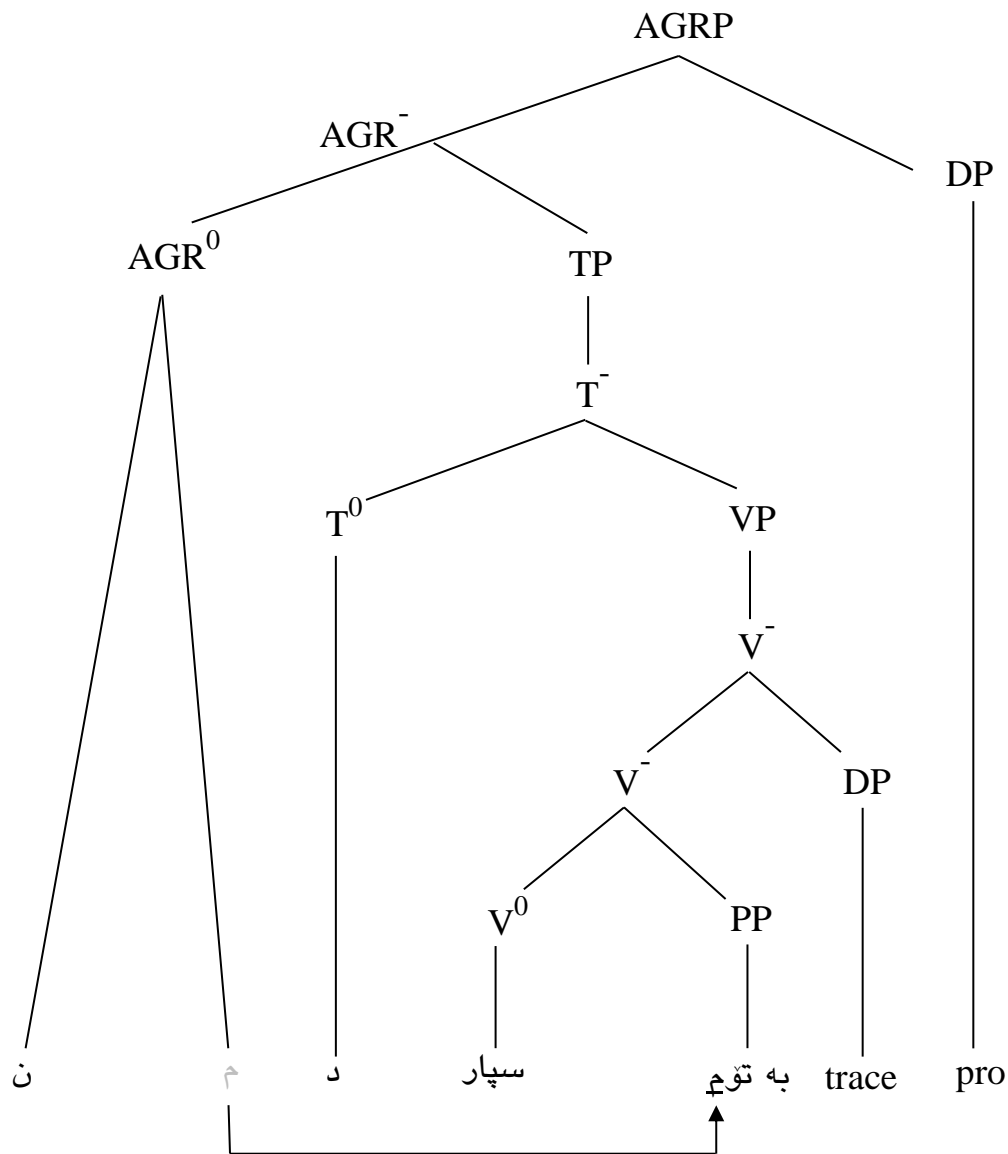 AGRP
AGR⁻
DP
AGR⁰
TP
T⁻
T⁰
VP
V⁻
V⁻
DP
V⁰
PP
pro trace بە تۆم سپار د م ن